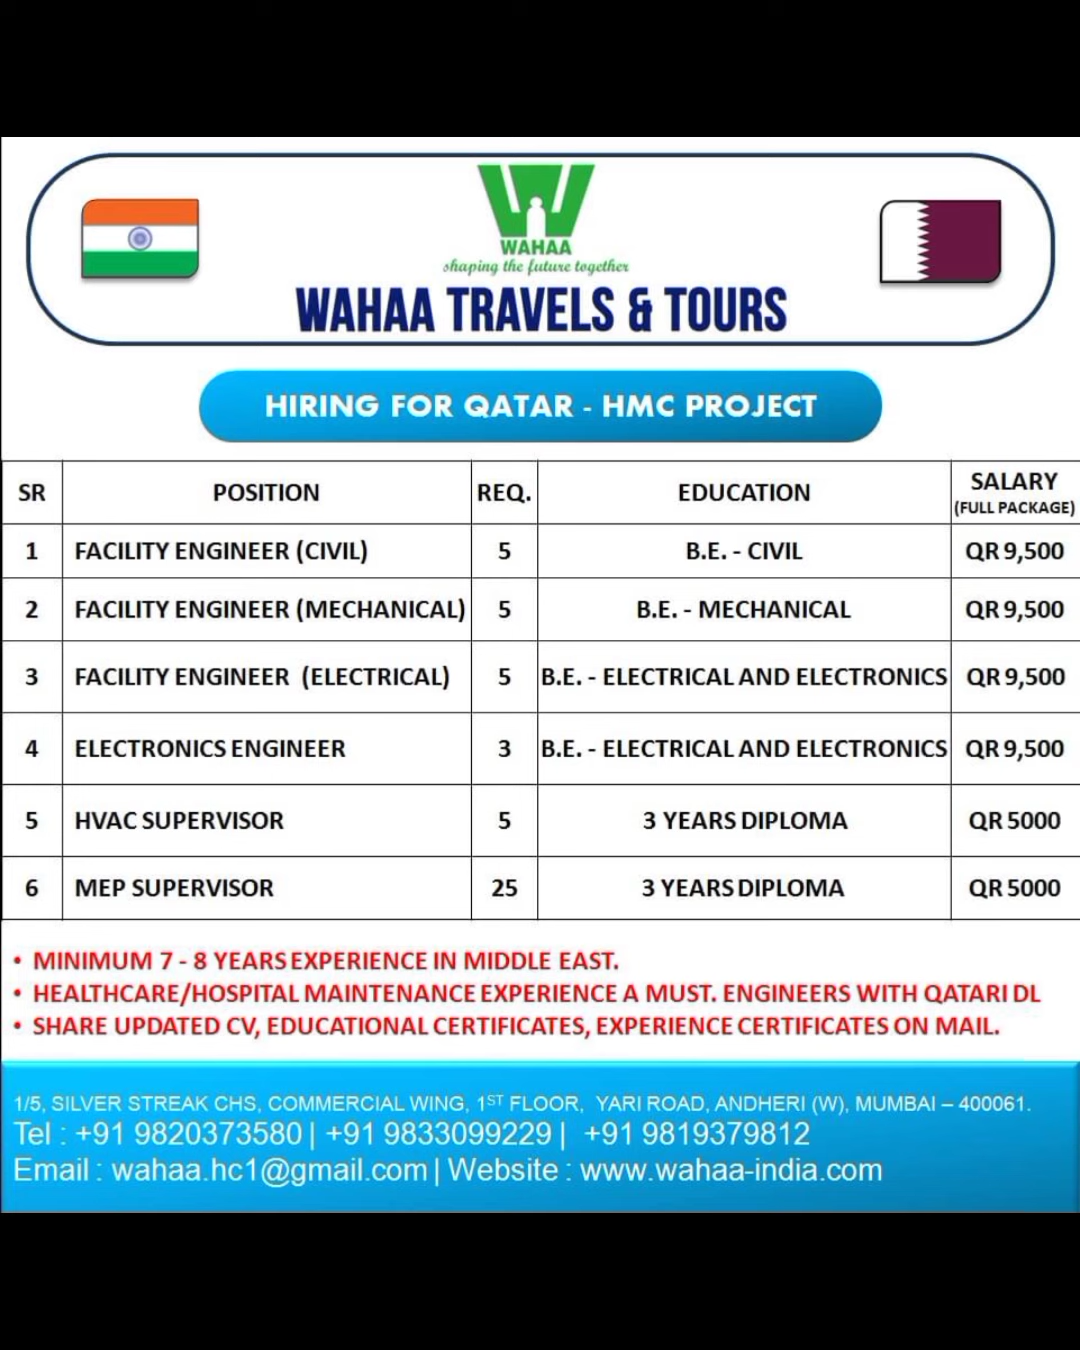 WAHAA
shaping the future together
WAHAA TRAVELS & TOURS
HIRING FOR QATAR - HMC PROJECT
SR POSITION REQ. EDUCATION SALARY (FULL PACKAGE)
1 FACILITY ENGINEER (CIVIL) 5 B.E. - CIVIL QR 9,500
2 FACILITY ENGINEER (MECHANICAL) 5 B.E. - MECHANICAL QR 9,500
3 FACILITY ENGINEER (ELECTRICAL) 5 B.E. - ELECTRICAL AND ELECTRONICS QR 9,500
4 ELECTRONICS ENGINEER 3 B.E. - ELECTRICAL AND ELECTRONICS QR 9,500
5 HVAC SUPERVISOR 5 3 YEARS DIPLOMA QR 5000
6 MEP SUPERVISOR 25 3 YEARS DIPLOMA QR 5000
• MINIMUM 7 - 8 YEARS EXPERIENCE IN MIDDLE EAST.
• HEALTHCARE/HOSPITAL MAINTENANCE EXPERIENCE A MUST. ENGINEERS WITH QATARI DL
• SHARE UPDATED CV, EDUCATIONAL CERTIFICATES, EXPERIENCE CERTIFICATES ON MAIL.
1/5, SILVER STREAK CHS, COMMERCIAL WING, 1ST FLOOR, YARI ROAD, ANDHERI (W), MUMBAI – 400061.
Tel : +91 9820373580 | +91 9833099229 | +91 9819379812
Email : wahaa.hc1@gmail.com | Website : www.wahaa-india.com